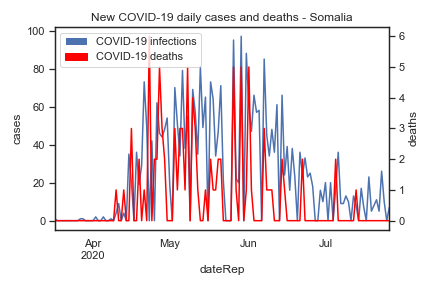 New COVID-19 daily cases and deaths - Somalia
COVID-19 infections
COVID-19 deaths
100
80
60
40
20
0
cases
6
5
4
3
2
1
0
deaths
Apr
2020
May
Jun
Jul
dateRep